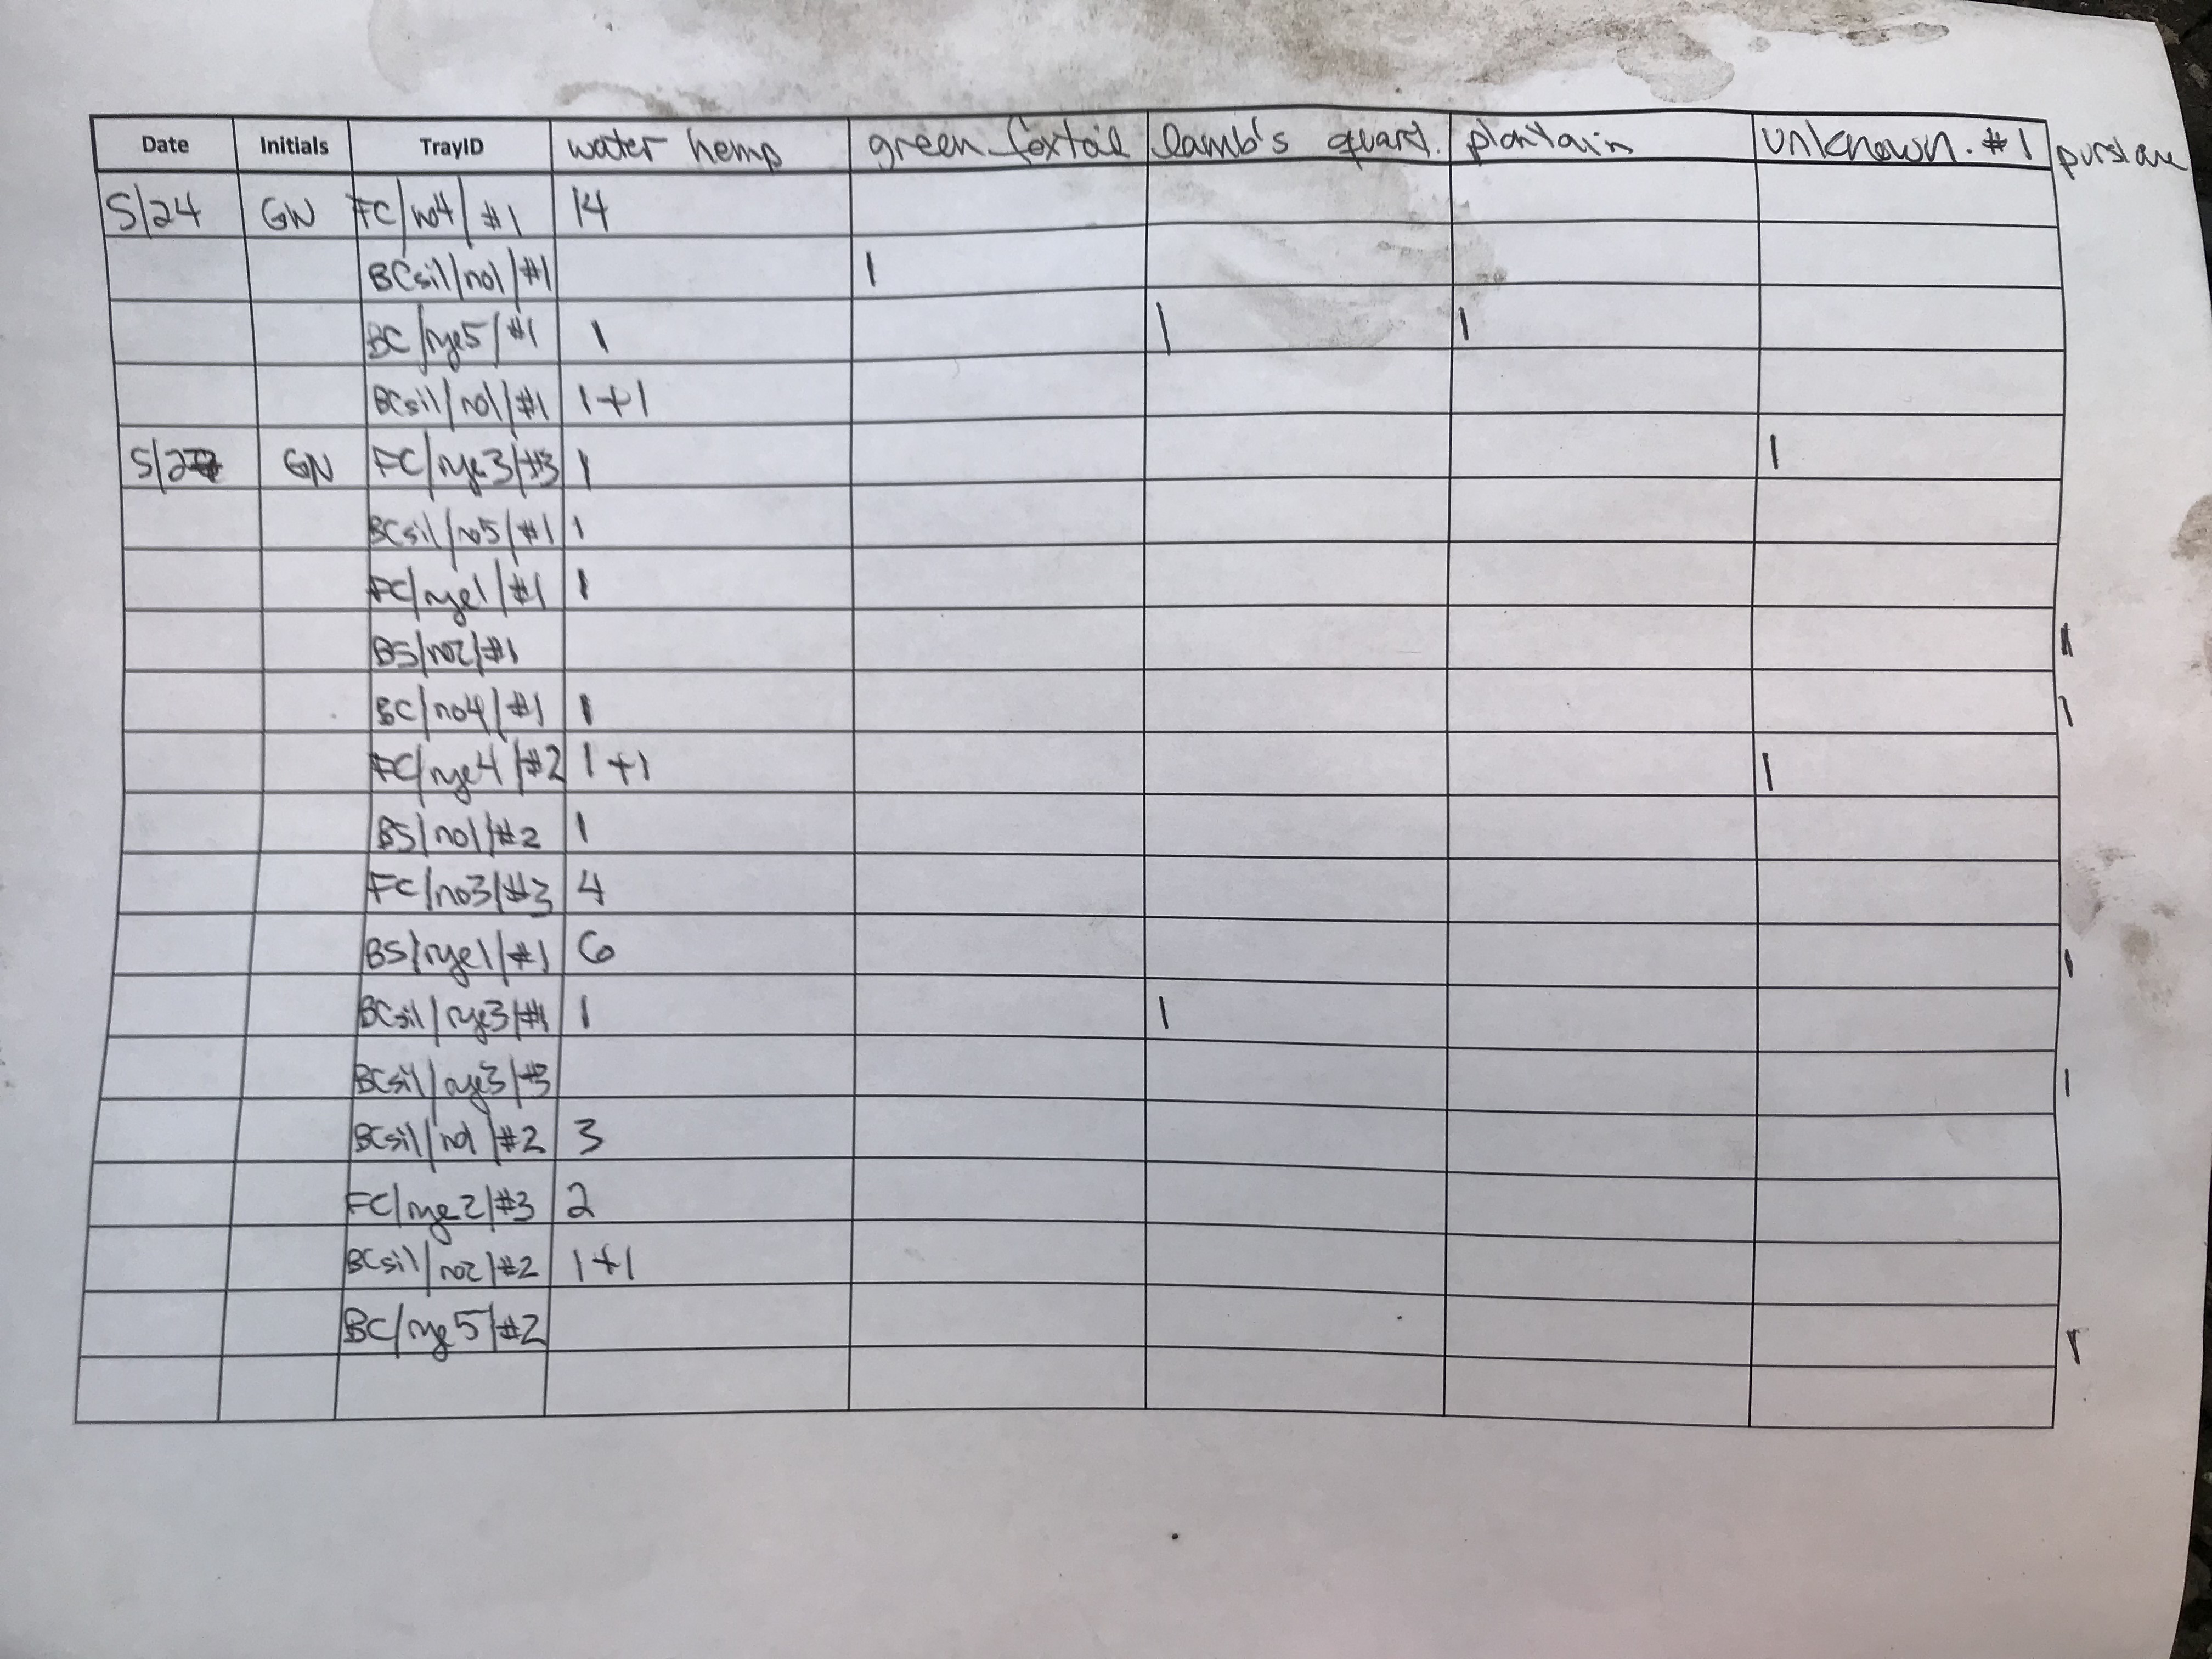 Date Initials TrayID water hemp green foxtail lamb's quart. plantain unknown. #1 purslane
5/24 GN FC/no4/#1 14
BCsil/no1/#1 1
BC/rye5/#1 1 1 1
BCsil/no1/#1 1+1
GN FC/rye3/#3 1 1
BCsil/no5/#1 1
FC/rye1/#1 1
BS/no2/#1 1
BC/no4/#1 1 1
FC/rye4/#2 1+1 1
BS/no1/#2 1
FC/no3/#3 4
BS/rye1/#1 6 1
BCsil/rye3/#1 1 1
BCsil/rye3/#3 1
BCsil/no1/#2 3
FC/rye2/#3 2
BCsil/no2/#2 1+1
BC/rye5/#2 1